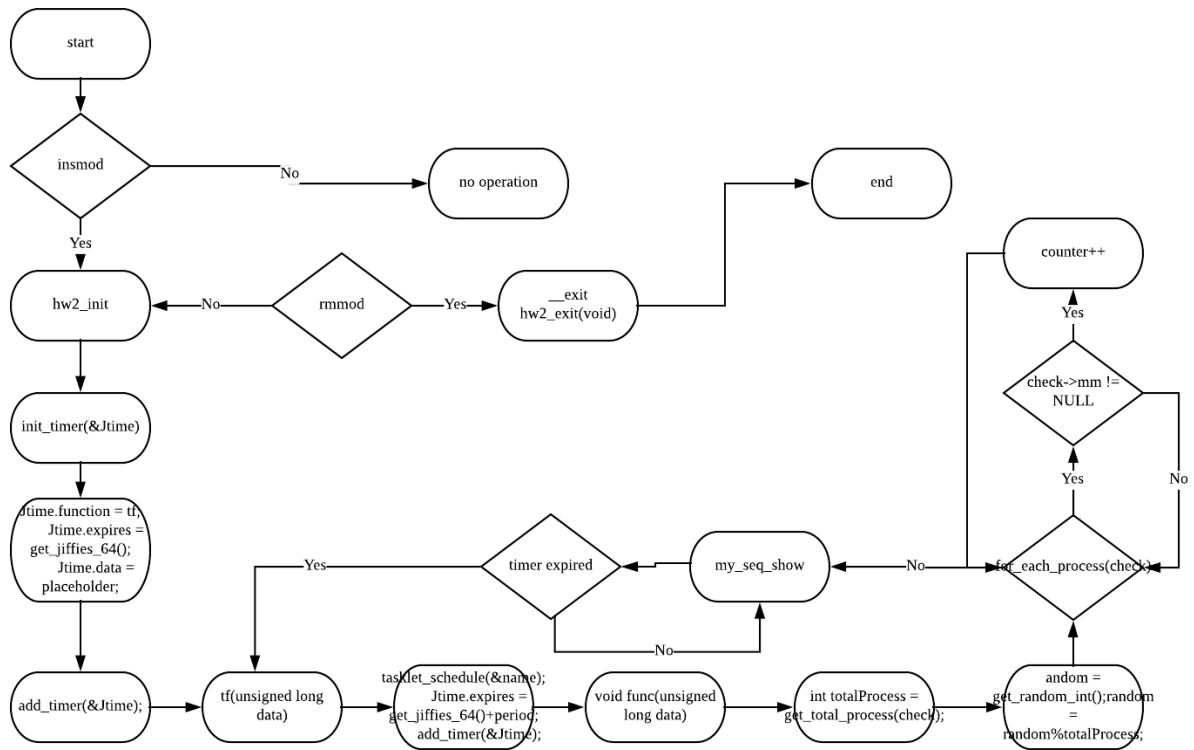 start
insmod
No
no operation
end
Yes
counter++
hw2_init
No
rmmod
Yes
__exit
hw2_exit(void)
Yes
check->mm !=
NULL
init_timer(&Jtime)
Yes
No
Jtime.function = tf;
Jtime.expires =
get_jiffies_64();
Jtime.data =
placeholder;
Yes
timer expired
my_seq_show
No
for_each_process(check)
No
add_timer(&Jtime);
tf(unsigned long
data)
tasklet_schedule(&name);
Jtime.expires =
get_jiffies_64()+period;
add_timer(&Jtime);
void func(unsigned
long data)
int totalProcess =
get_total_process(check);
andom =
get_random_int();random
=
random%totalProcess;